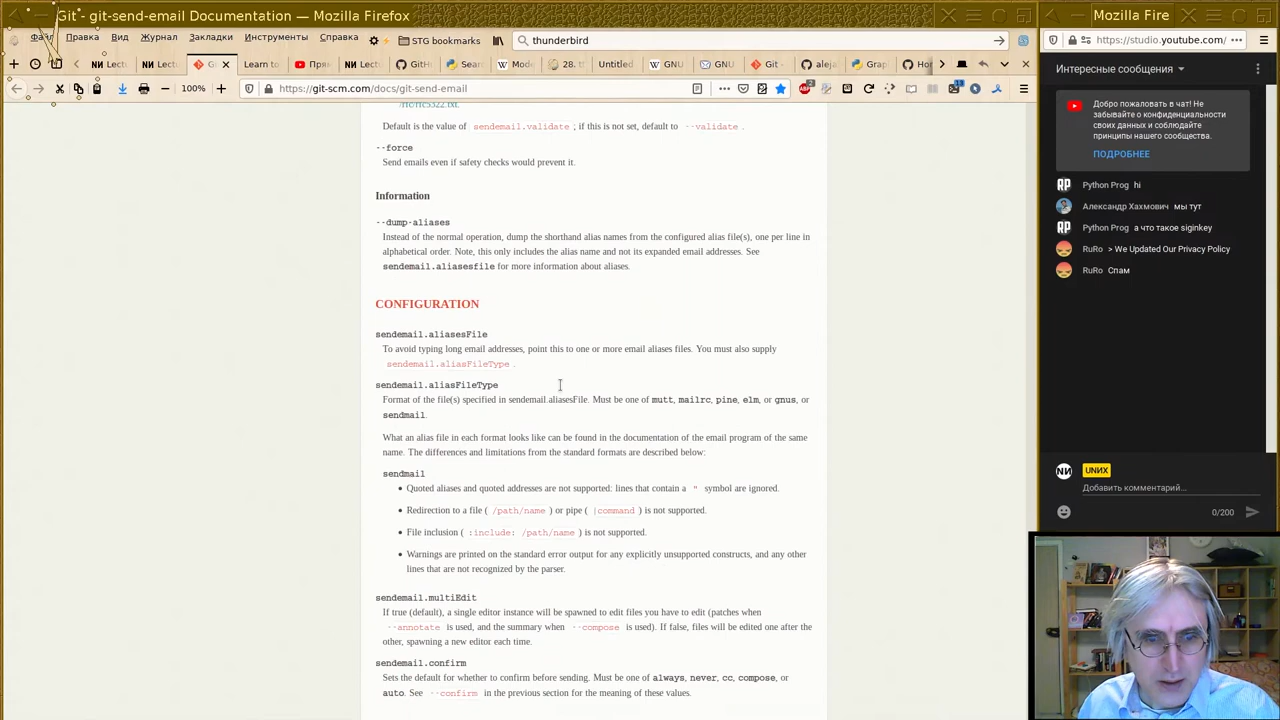 Git - git-send-email Documentation — Mozilla Firefox
Mozilla Fire
Файл Правка Вид Журнал Закладки Инструменты Справка
STG bookmarks
thunderbird
https://studio.youtube.com/
Lectu
Lectu
Learn to
GitHu
Sear
Mode
28. th
Untitled
GNU
GNU
Git -
aleja
Grap
100%
https://git-scm.com/docs/git-send-email
2
Default is the value of sendemail.validate ; if this is not set, default to --validate .
--force
Send emails even if safety checks would prevent it.
Information
--dump-aliases
Instead of the normal operation, dump the shorthand alias names from the configured alias file(s), one per line in
alphabetical order. Note, this only includes the alias name and not its expanded email addresses. See
sendemail.aliasesfile for more information about aliases.
CONFIGURATION
sendemail.aliasesFile
To avoid typing long email addresses, point this to one or more email aliases files. You must also supply
sendemail.aliasFileType .
sendemail.aliasFileType
Format of the file(s) specified in sendemail.aliasesFile. Must be one of mutt, mailrc, pine, elm, or gnus, or
sendmail.
What an alias file in each format looks like can be found in the documentation of the email program of the same
name. The differences and limitations from the standard formats are described below:
sendmail
• Quoted aliases and quoted addresses are not supported: lines that contain a " symbol are ignored.
• Redirection to a file ( /path/name ) or pipe ( |command ) is not supported.
• File inclusion ( :include: /path/name ) is not supported.
• Warnings are printed on the standard error output for any explicitly unsupported constructs, and any other
lines that are not recognized by the parser.
sendemail.multiEdit
If true (default), a single editor instance will be spawned to edit files you have to edit (patches when
--annotate is used, and the summary when --compose is used). If false, files will be edited one after the
other, spawning a new editor each time.
sendemail.confirm
Sets the default for whether to confirm before sending. Must be one of always, never, cc, compose, or
auto. See --confirm in the previous section for the meaning of these values.
Интересные сообщения
Добро пожаловать в чат! Не
забывайте о конфиденциальности
своих данных и соблюдайте
принципы нашего сообщества.
ПОДРОБНЕЕ
Python Prog hi
Александр Хахмович мы тут
Python Prog а что такое siginkey
RuRo > We Updated Our Privacy Policy
RuRo Спам
UNИX
Добавить комментарий...
0/200